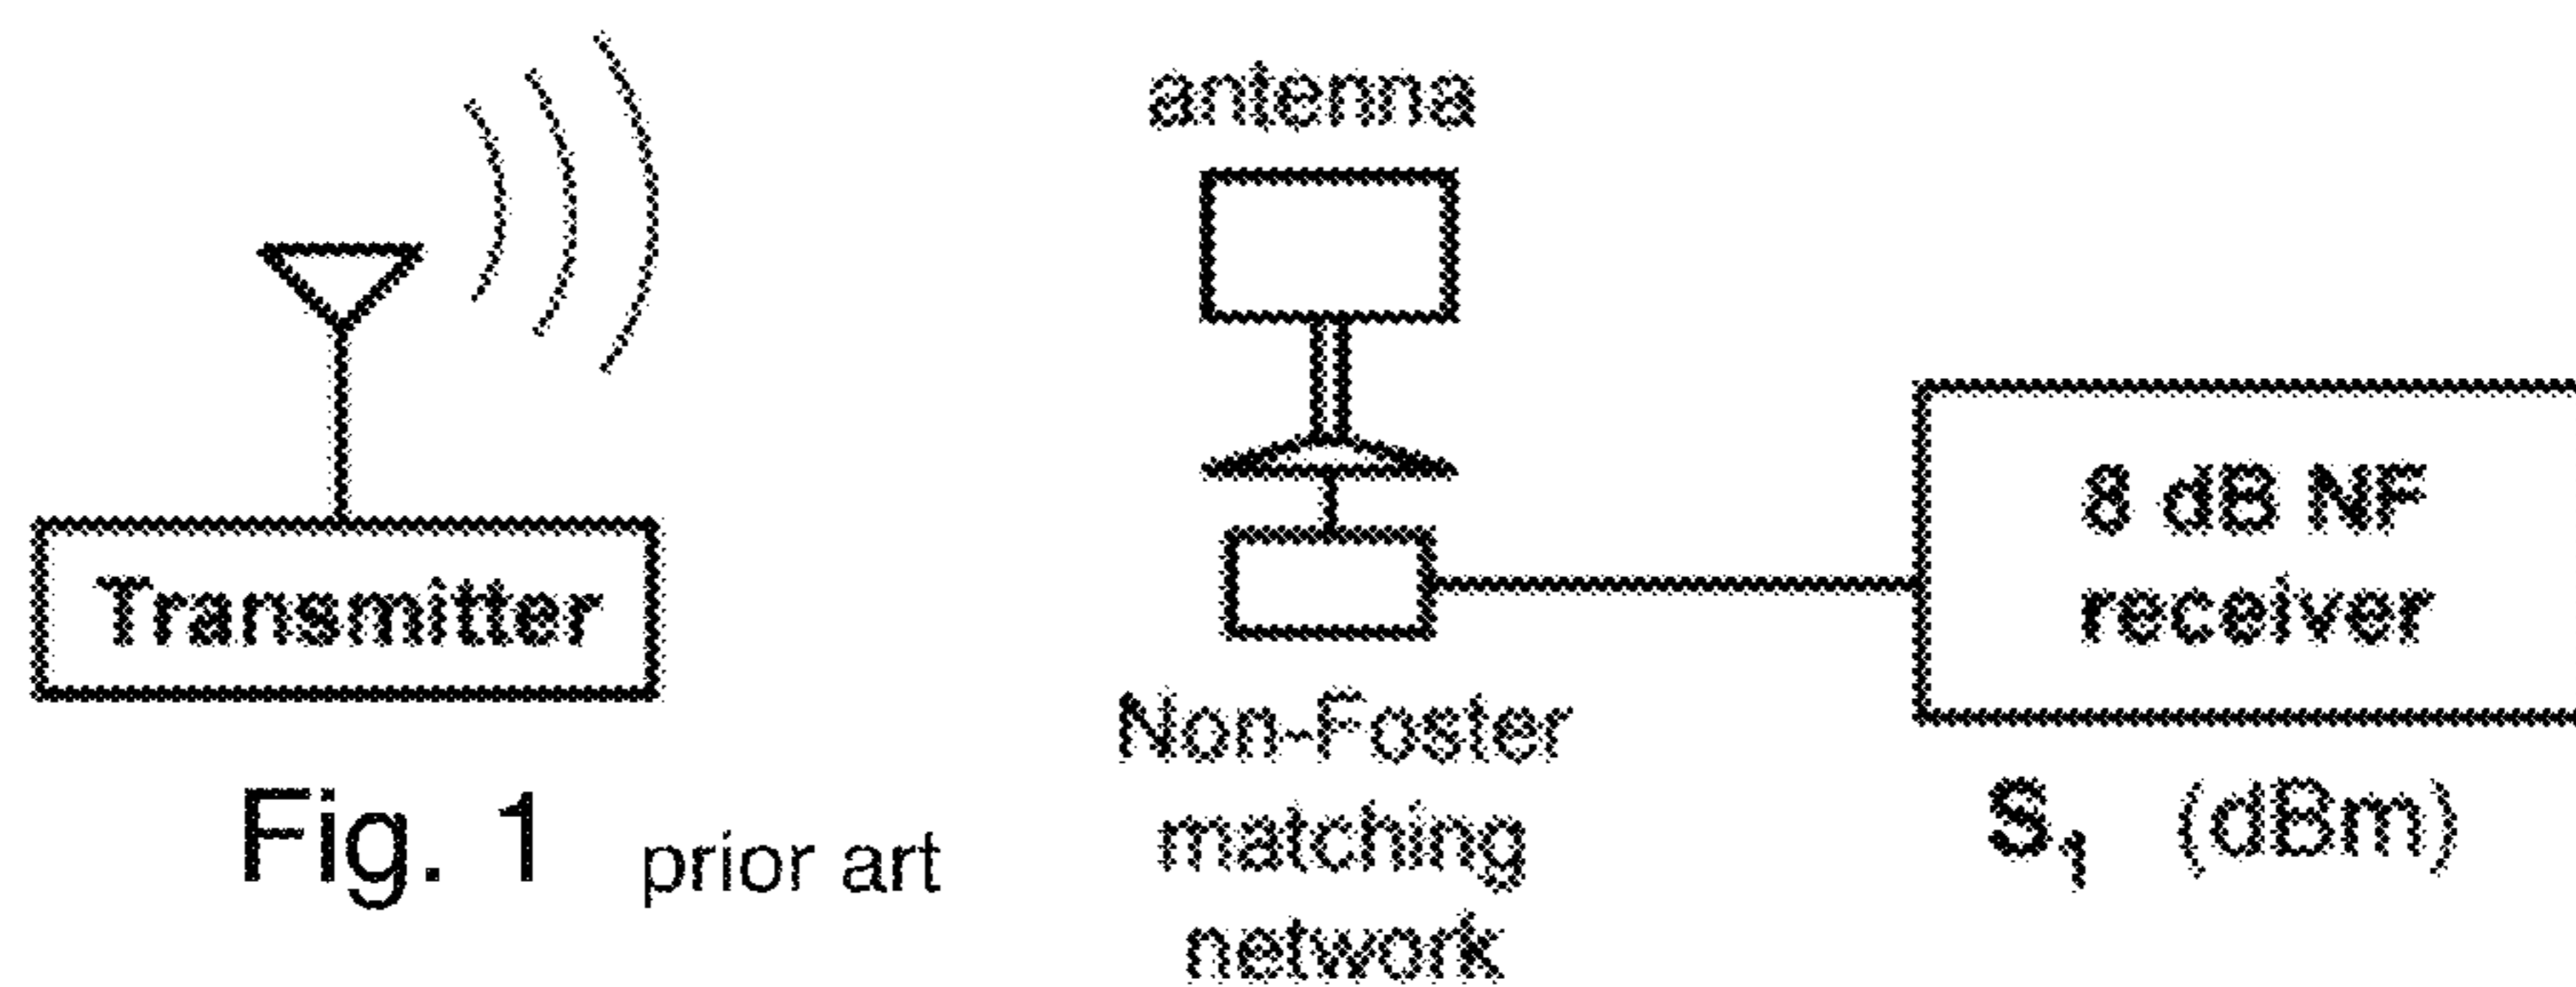 antenna
8 dB NF
receiver
Transmitter
Non-Foster
matching
network
S1 (dBm)
Fig. 1 prior art